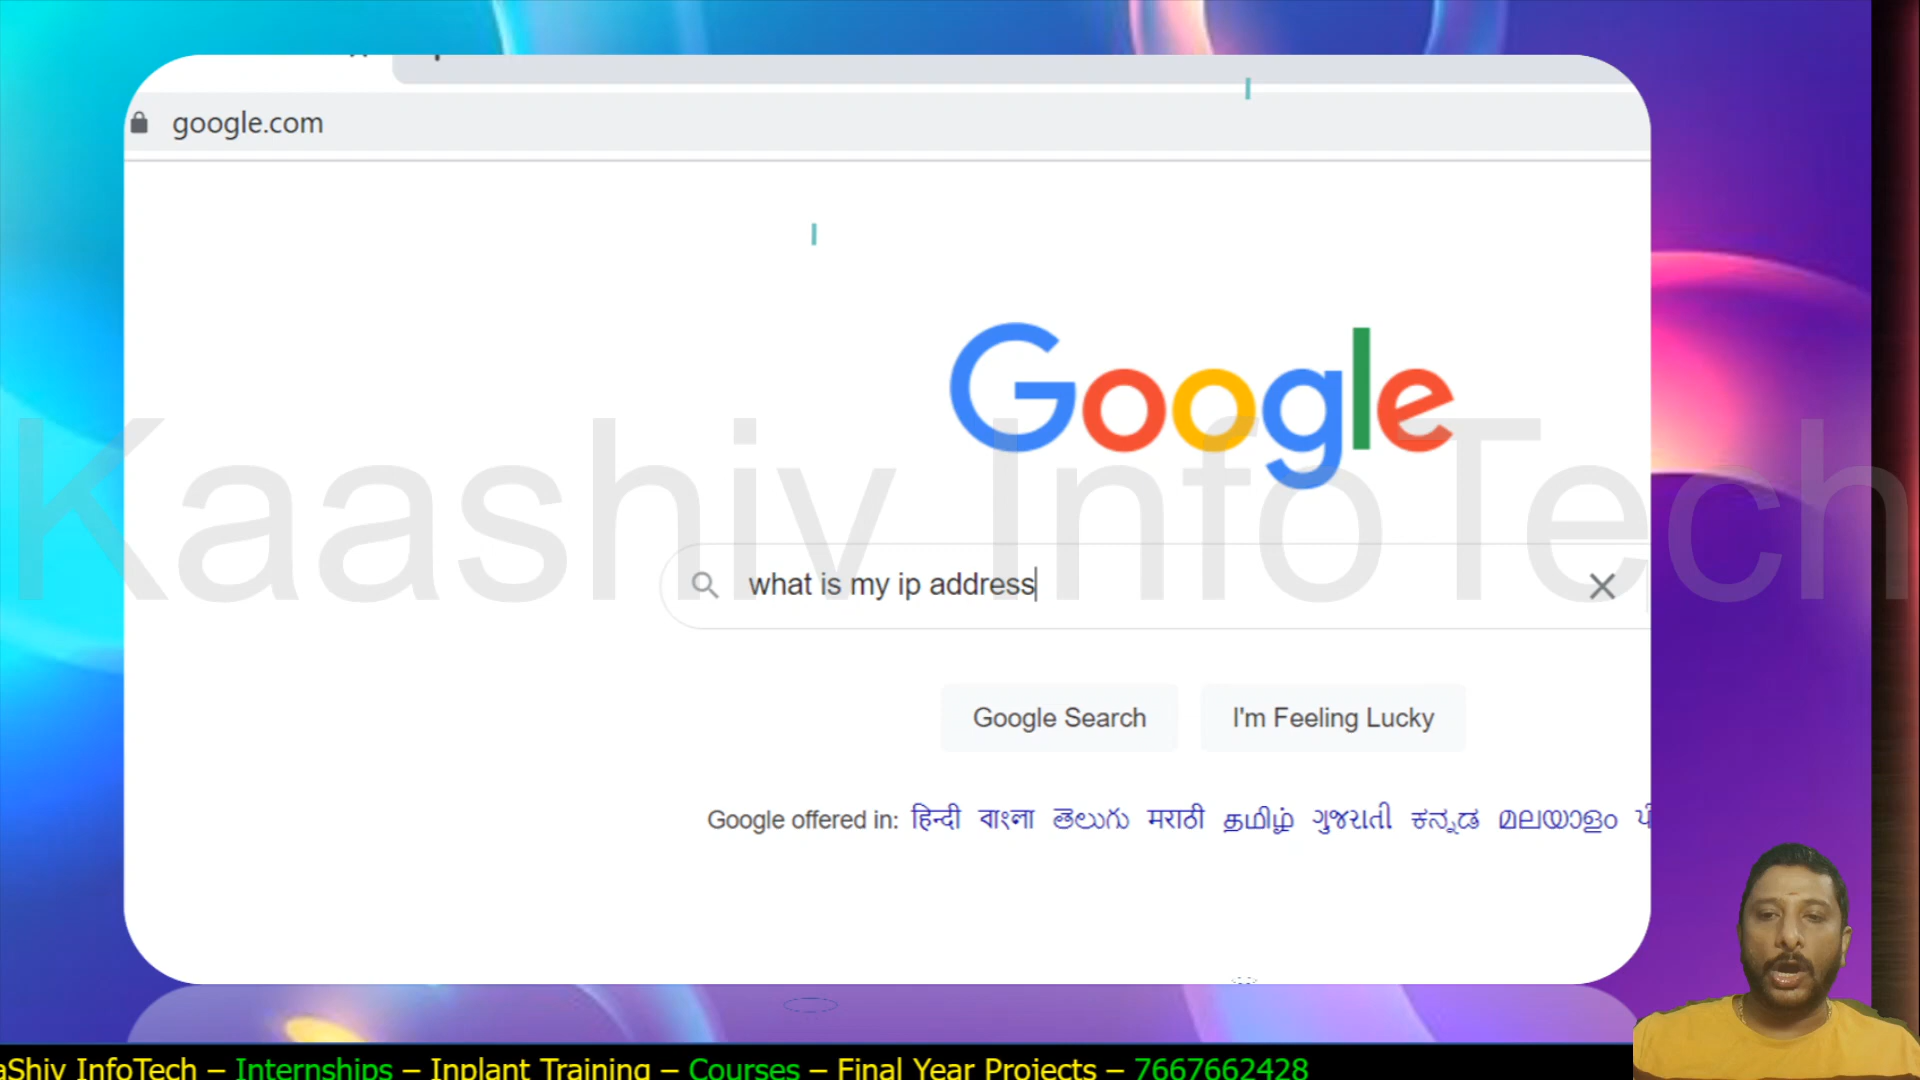 google.com
Google
Kaashiv InfoTech
what is my ip address
Google Search
I'm Feeling Lucky
Google offered in: हिन्दी বাংলা తెలుగు मराठी தமிழ் ગુજરાતી ಕನ್ನಡ മലയാളം
aShiv InfoTech – Internships – Inplant Training – Courses – Final Year Projects – 7667662428